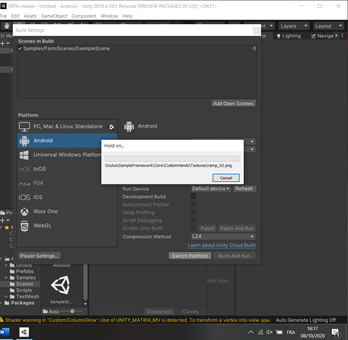 VRTK-master - Untitled - Android - Unity 2019.4.10f1 Personal [PREVIEW PACKAGES IN USE] <DX11>
File Edit Assets GameObject Component Window Help
Layers
Layout
Build Settings
Lighting
Scenes In Build
Samples/Farm/Scenes/ExampleScene 0
Add Open Scenes
Platform
PC, Mac & Linux Standalone
Android
Android
Universal Windows Platform
tvOS
PS4
iOS
Xbox One
WebGL
Hold on...
Oculus\SampleFramework\Core\CustomHands\Textures\ramp_02.png
Cancel
Run Device Default device Refresh
Development Build
Autoconnect Profiler
Deep Profiling
Script Debugging
Scripts Only Build Patch Patch And Run
Compression Method LZ4
Learn about Unity Cloud Build
Player Settings... Switch Platform Build And Run
Oculus
Prefabs
Samples
Scenes
Scripts
TextMesh
Packages
SampleSc...
Asse
Shader warning in 'Custom/ColumnGlow': Use of UNITY_MATRIX_MV is detected. To transform a vertex into view spac
Auto Generate Lighting Off
FRA
16:17
08/10/2020